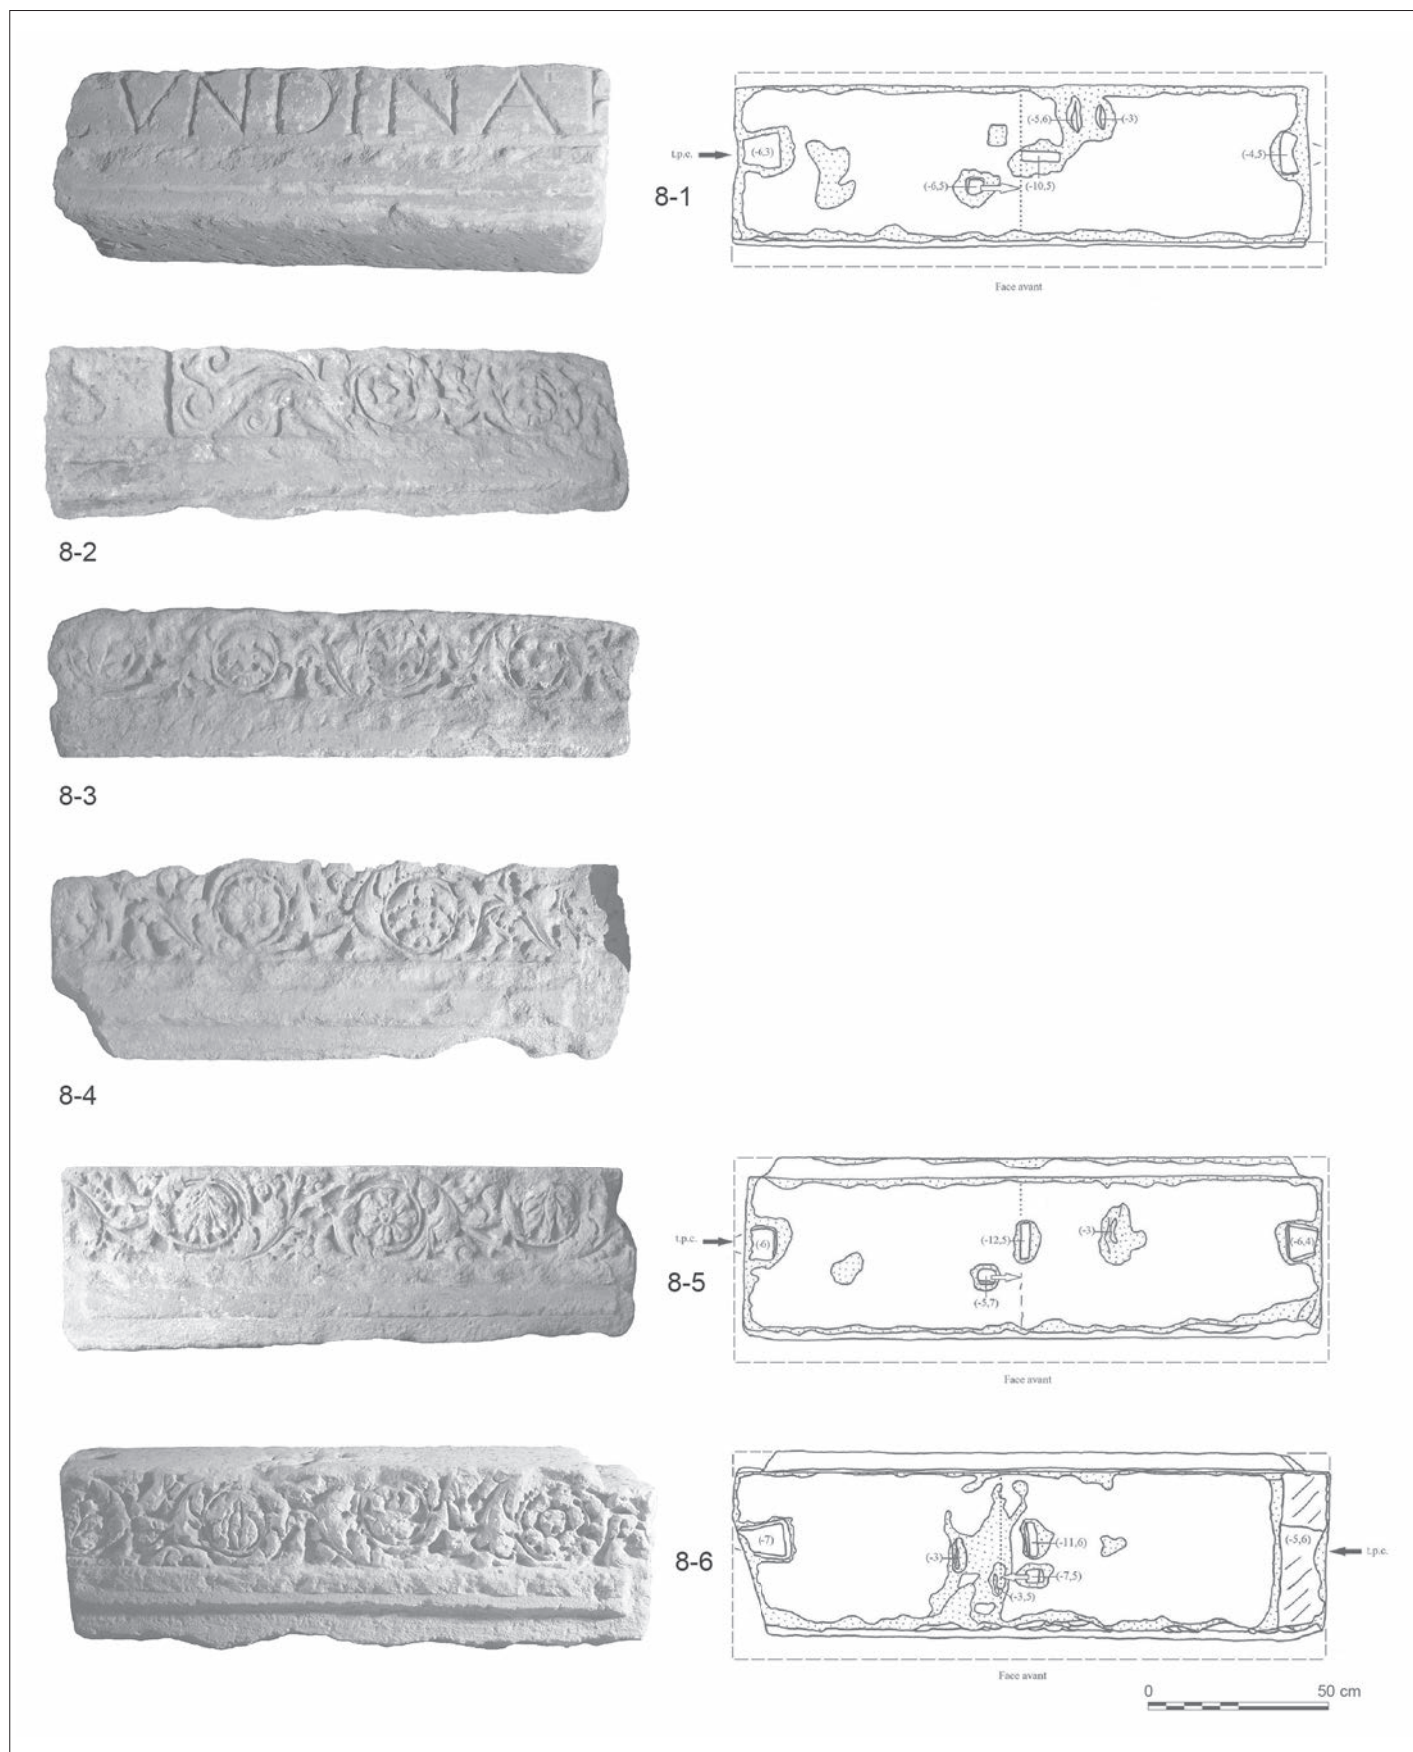 VNDINA
(-5,6) (-3)
t.p.c. (-6,3) (-4,5)
8-1 (-6,5) (-10,5)
Face avant
8-2
8-3
8-4
t.p.c. (-6) (-12,5) (-3) (-6,4)
8-5 (-5,7)
Face avant
(-7) (-11,6) (-5,6) t.p.c.
8-6 (-3) (-7,5)
(-3,5)
Face avant
0 50 cm